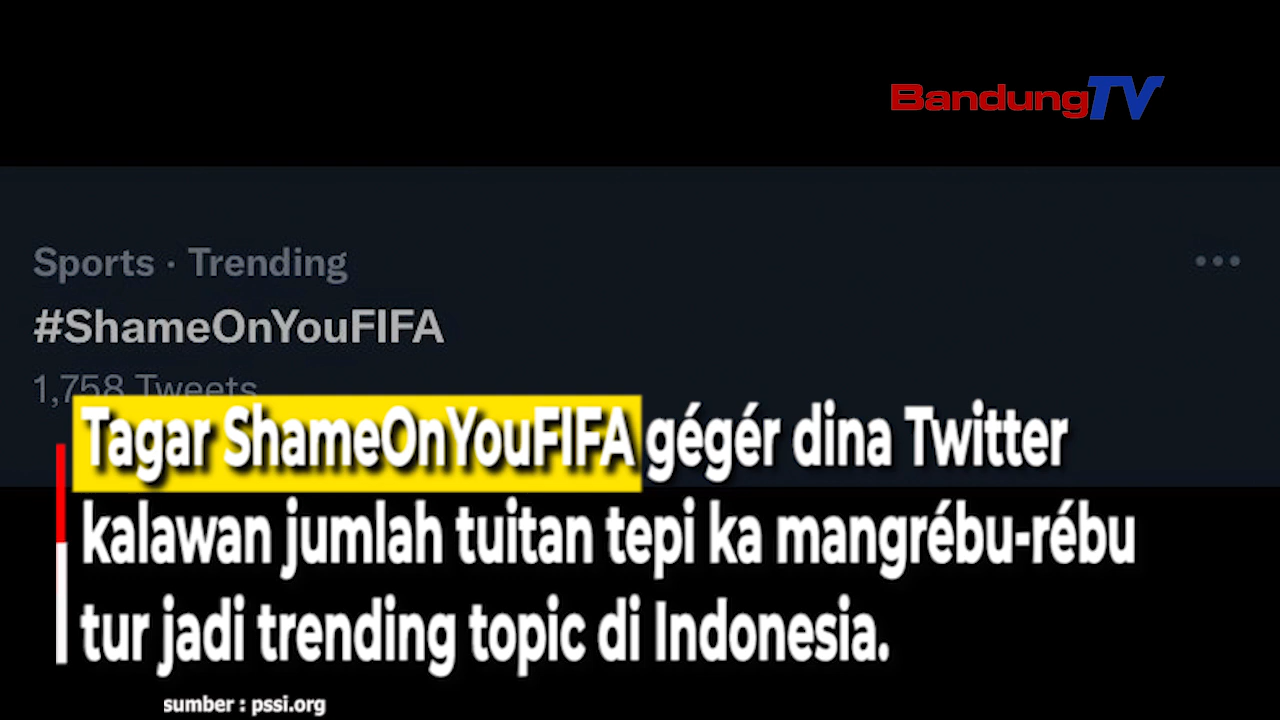 BandungTV
Sports · Trending
#ShameOnYouFIFA
1,758 Tweets
Tagar ShameOnYouFIFA gégér dina Twitter
kalawan jumlah tuitan tepi ka mangrébu-rébu
tur jadi trending topic di Indonesia.
sumber : pssi.org